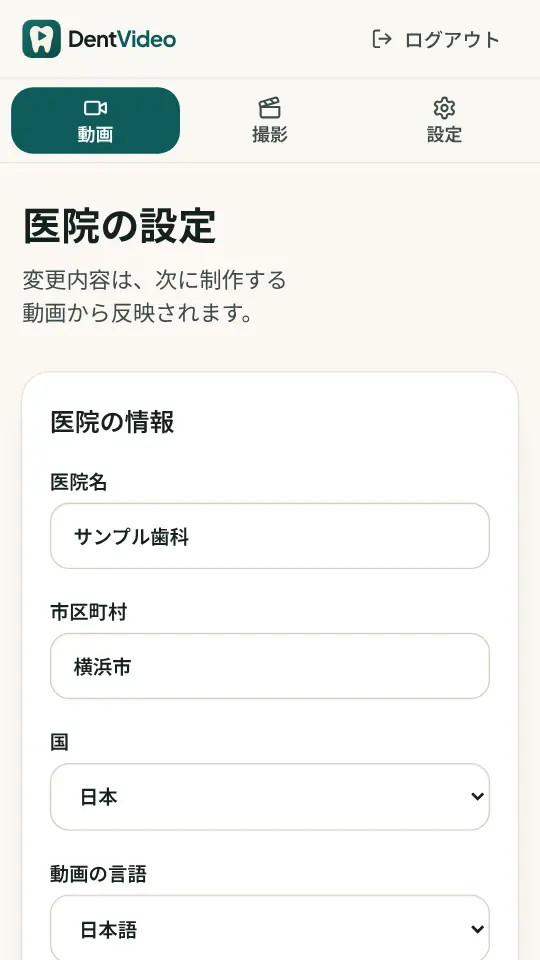 DentVideo
ログアウト
動画
撮影
設定
医院の設定
変更内容は、次に制作する
動画から反映されます。
医院の情報
医院名
サンプル歯科
市区町村
横浜市
国
日本
動画の言語
日本語